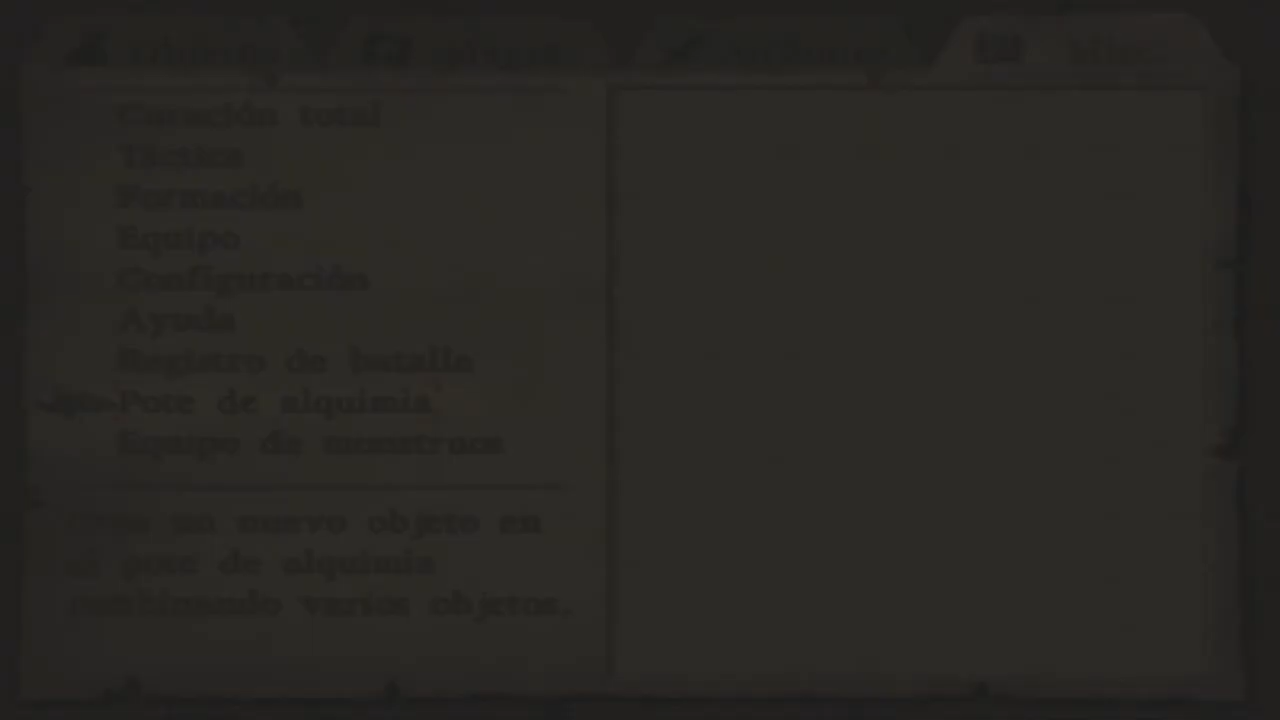 Curación total
Táctica
Formación
Equipo
Configuración
Ayuda
Registro de batalla
Pote de alquimia
Equipo de monstruos
Crea un nuevo objeto en
el pote de alquimia
combinando varios objetos.